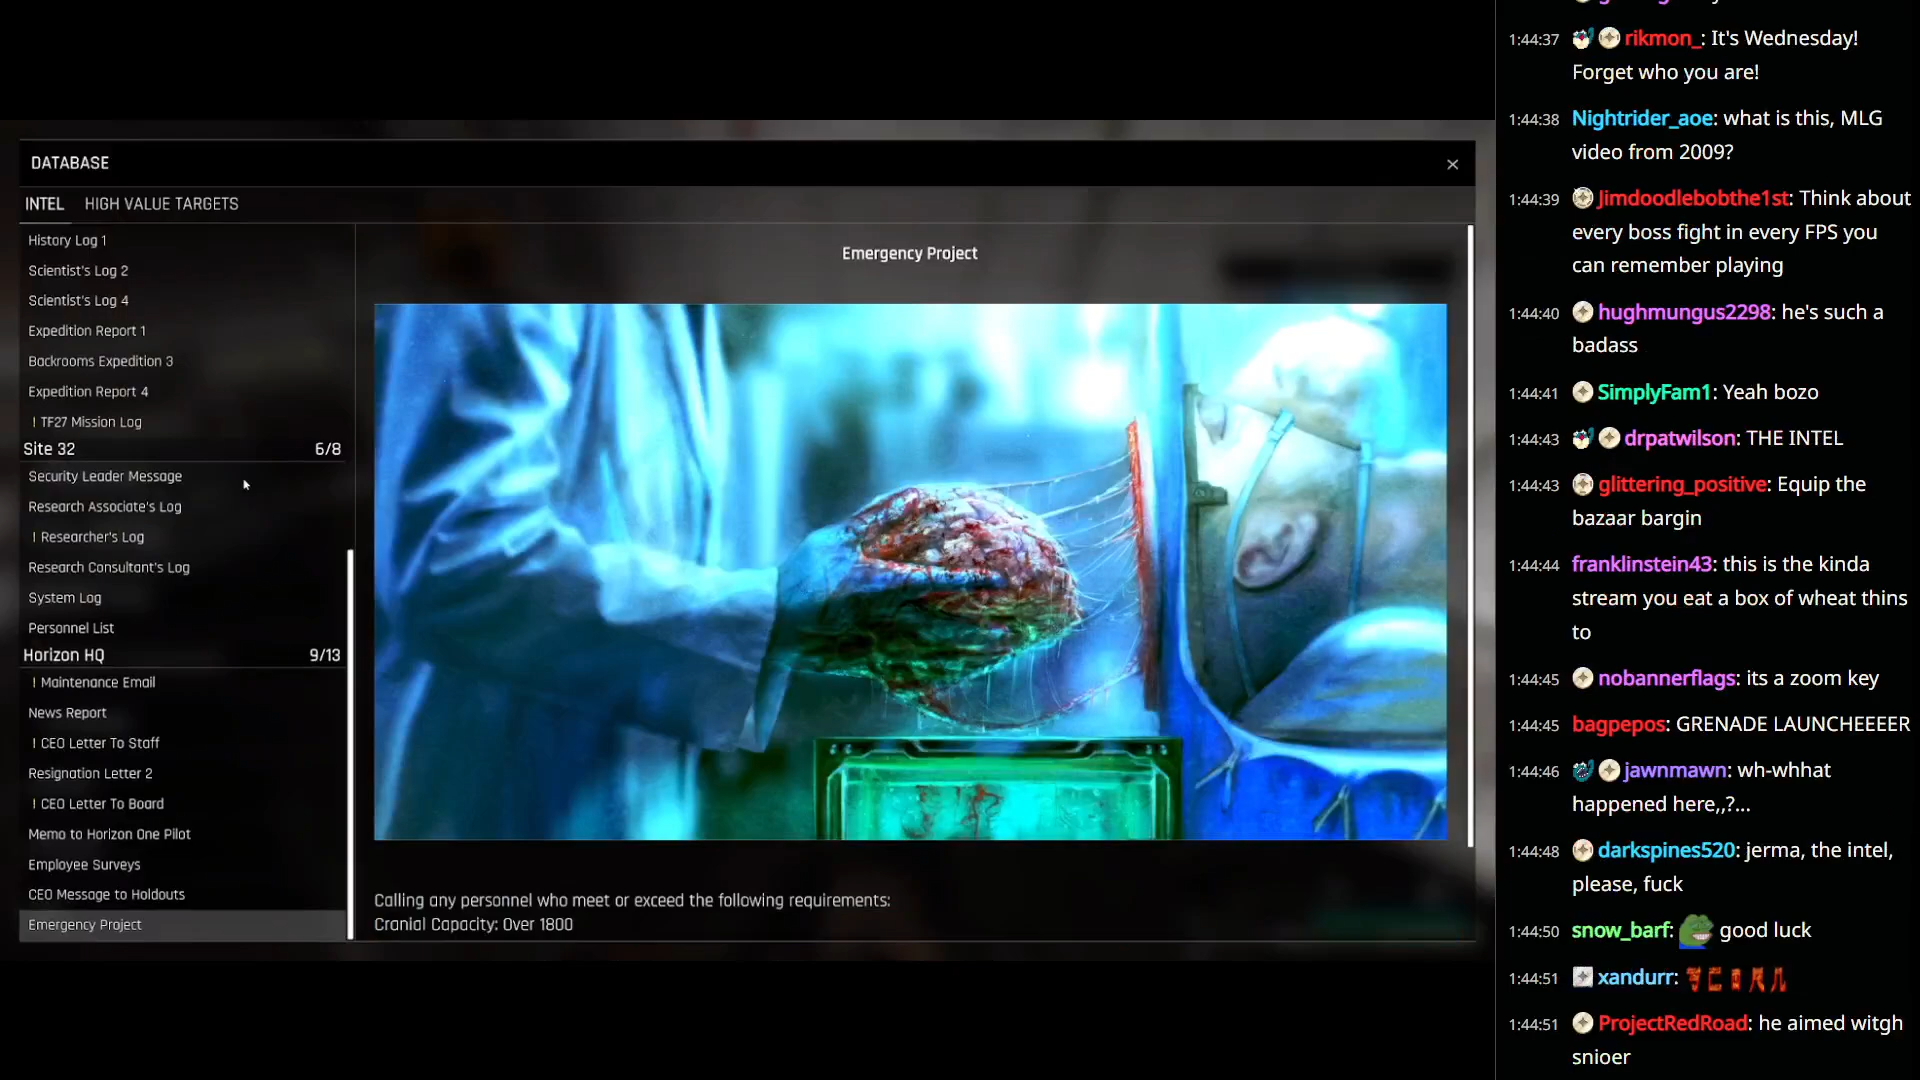 DATABASE
INTEL HIGH VALUE TARGETS
History Log 1
Scientist's Log 2
Scientist's Log 4
Expedition Report 1
Backrooms Expedition 3
Expedition Report 4
! TF27 Mission Log
Site 32 6/8
Security Leader Message
Research Associate's Log
! Researcher's Log
Research Consultant's Log
System Log
Personnel List
Horizon HQ 9/13
! Maintenance Email
News Report
! CEO Letter To Staff
Resignation Letter 2
! CEO Letter To Board
Memo to Horizon One Pilot
Employee Surveys
CEO Message to Holdouts
Emergency Project
Emergency Project
Calling any personnel who meet or exceed the following requirements:
Cranial Capacity: Over 1800
1:44:37 rikmon_: It's Wednesday!
Forget who you are!
1:44:38 Nightrider_aoe: what is this, MLG
video from 2009?
1:44:39 Jimdoodlebobthe1st: Think about
every boss fight in every FPS you
can remember playing
1:44:40 hughmungus2298: he's such a
badass
1:44:41 SimplyFam1: Yeah bozo
1:44:43 drpatwilson: THE INTEL
1:44:43 glittering_positive: Equip the
bazaar bargin
1:44:44 franklinstein43: this is the kinda
stream you eat a box of wheat thins
to
1:44:45 nobannerflags: its a zoom key
1:44:45 bagpepos: GRENADE LAUNCHEEEER
1:44:46 jawnmawn: wh-whhat
happened here,,?...
1:44:48 darkspines520: jerma, the intel,
please, fuck
1:44:50 snow_barf: good luck
1:44:51 xandurr:
1:44:51 ProjectRedRoad: he aimed witgh
snioer